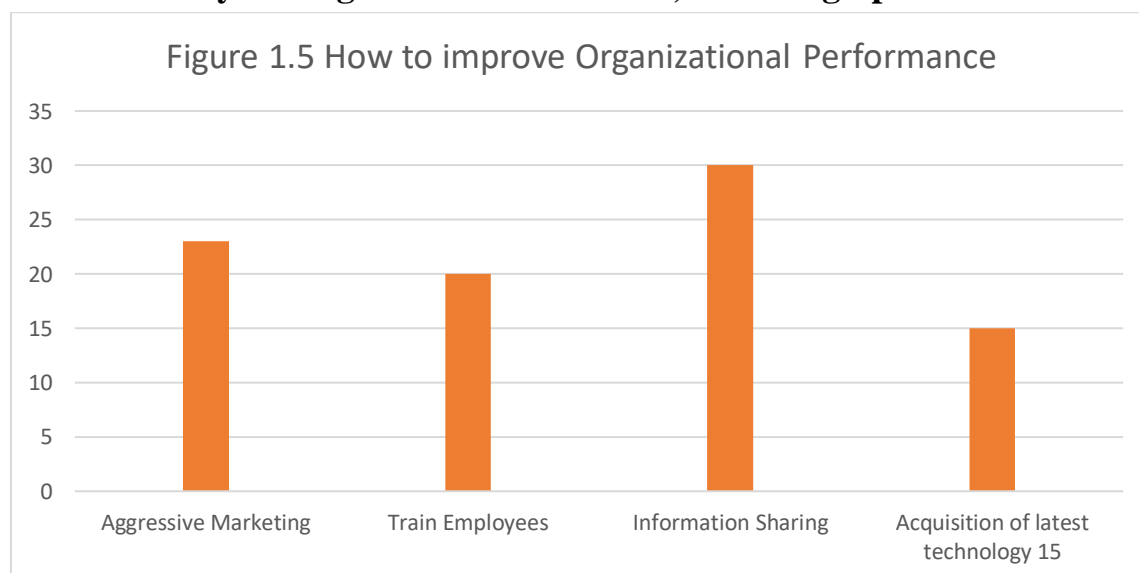 Figure 1.5 How to improve Organizational Performance
35
30
25
20
15
10
5
0
Aggressive Marketing Train Employees Information Sharing Acquisition of latest
technology 15